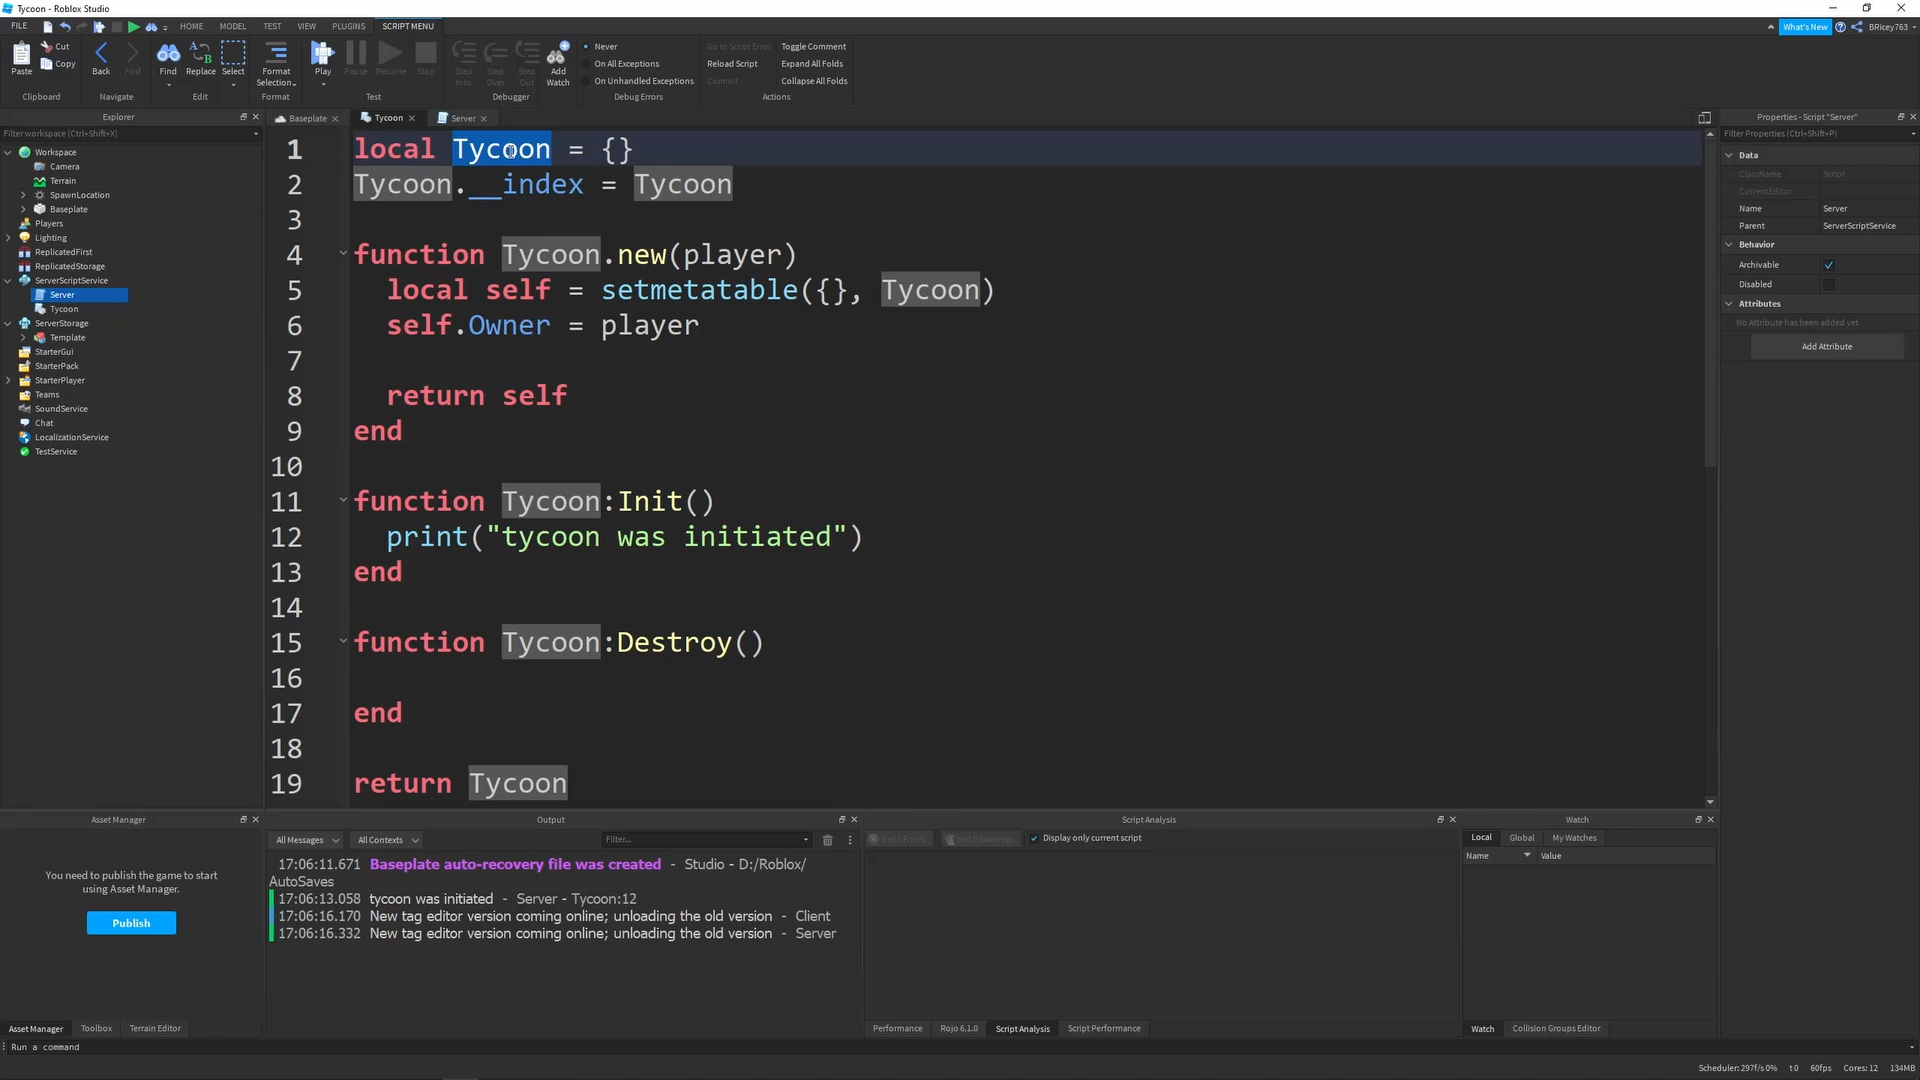 Tycoon - Roblox Studio
FILE HOME MODEL TEST VIEW PLUGINS SCRIPT MENU What's New BRicey763
Paste Cut Copy Clipboard
Back Fwd Navigate
Find Replace Select Edit
Format Selection... Format
Play Pause Resume Stop Test
Step Into Step Over Step Out Add Watch Debugger
Never
On All Exceptions
On Unhandled Exceptions
Debug Errors
Go to Script Error Toggle Comment
Reload Script Expand All Folds
Commit Collapse All Folds
Actions
Explorer
Filter workspace (Ctrl+Shift+X)
Workspace
Camera
Terrain
SpawnLocation
Baseplate
Players
Lighting
ReplicatedFirst
ReplicatedStorage
ServerScriptService
Server
Tycoon
ServerStorage
Template
StarterGui
StarterPack
StarterPlayer
Teams
SoundService
Chat
LocalizationService
TestService
Baseplate Tycoon Server
1 local Tycoon = {}
2 Tycoon.__index = Tycoon
3
4 function Tycoon.new(player)
5 local self = setmetatable({}, Tycoon)
6 self.Owner = player
7
8 return self
9 end
10
11 function Tycoon:Init()
12 print("tycoon was initiated")
13 end
14
15 function Tycoon:Destroy()
16
17 end
18
19 return Tycoon
Properties - Script "Server"
Filter Properties (Ctrl+Shift+P)
Data
ClassName Script
CurrentEditor
Name Server
Parent ServerScriptService
Behavior
Archivable
Disabled
Attributes
No Attribute has been added yet
Add Attribute
Asset Manager
You need to publish the game to start
using Asset Manager.
Publish
Asset Manager Toolbox Terrain Editor
Output
All Messages All Contexts Filter...
17:06:11.671 Baseplate auto-recovery file was created - Studio - D:/Roblox/
AutoSaves
17:06:13.058 tycoon was initiated - Server - Tycoon:12
17:06:16.170 New tag editor version coming online; unloading the old version - Client
17:06:16.332 New tag editor version coming online; unloading the old version - Server
Script Analysis
0 of 0 Errors 0 of 0 Warnings Display only current script
Performance Rojo 6.1.0 Script Analysis Script Performance
Watch
Local Global My Watches
Name Value
Watch Collision Groups Editor
Run a command
Scheduler: 297f/s 0% t 0 60fps Cores: 12 134MB